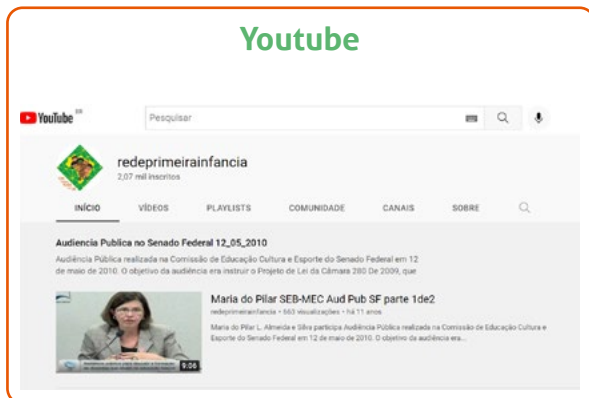 Youtube
YouTube BR
Pesquisar
redeprimeirainfancia
2,07 mil inscritos
INÍCIO VÍDEOS PLAYLISTS COMUNIDADE CANAIS SOBRE
Audiencia Publica no Senado Federal 12_05_2010
Audiência Pública realizada na Comissão de Educação Cultura e Esporte do Senado Federal em 12
de maio de 2010. O objetivo da audiência era instruir o Projeto de Lei da Câmara 280 De 2009, que
Maria do Pilar SEB-MEC Aud Pub SF parte 1de2
redeprimeirainfancia • 563 visualizações • há 11 anos
Maria do Pilar L. Almeida e Silva participa Audiência Pública realizada na Comissão de Educação Cultura e
Esporte do Senado Federal em 12 de maio de 2010. O objetivo da audiência era...
9:06